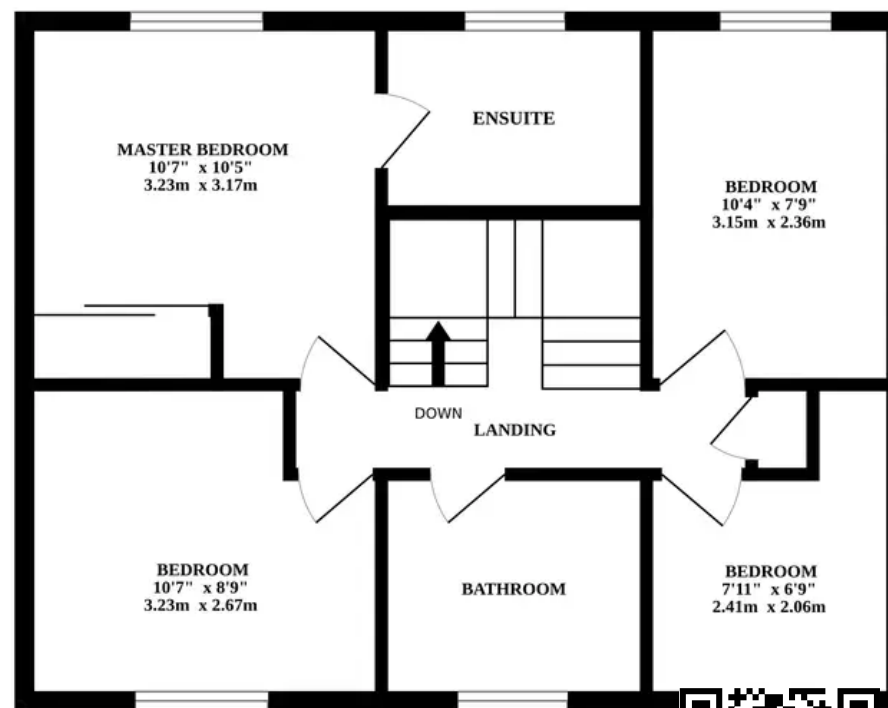 MASTER BEDROOM
10'7" x 10'5"
3.23m x 3.17m
ENSUITE
BEDROOM
10'4" x 7'9"
3.15m x 2.36m
DOWN
LANDING
BEDROOM
10'7" x 8'9"
3.23m x 2.67m
BATHROOM
BEDROOM
7'11" x 6'9"
2.41m x 2.06m